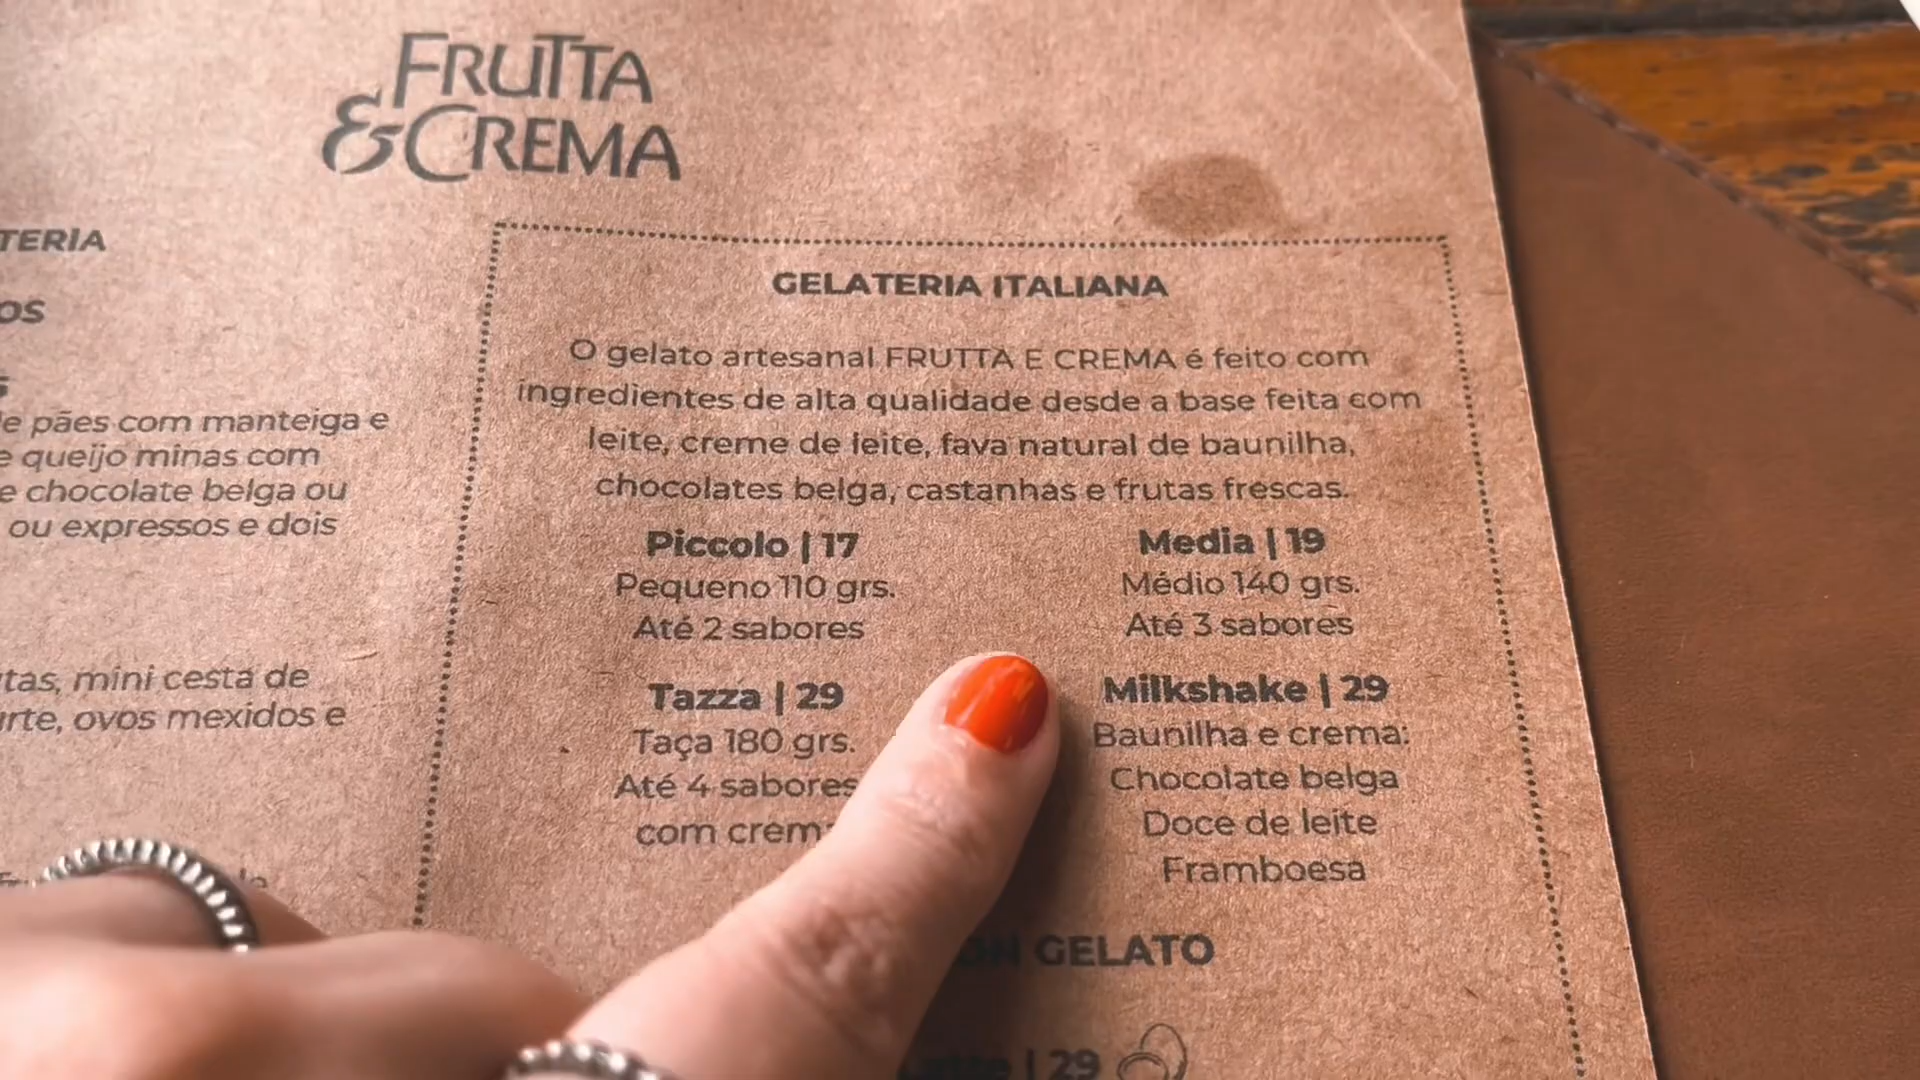 FRUTTA
& CREMA
TERIA
OS
pães com manteiga e
queijo minas com
e chocolate belga ou
ou expressos e dois
mini cesta de
ovos mexidos e
GELATERIA ITALIANA
O gelato artesanal FRUTTA E CREMA é feito com
ingredientes de alta qualidade desde a base feita com
leite, creme de leite, fava natural de baunilha,
chocolates belga, castanhas e frutas frescas.
Piccolo | 17
Pequeno 110 grs.
Até 2 sabores
Media | 19
Médio 140 grs.
Até 3 sabores
Tazza | 29
Taça 180 grs.
Até 4 sabores
com
Milkshake | 29
Baunilha e crema:
Chocolate belga
Doce de leite
Framboesa
GELATO
| 29